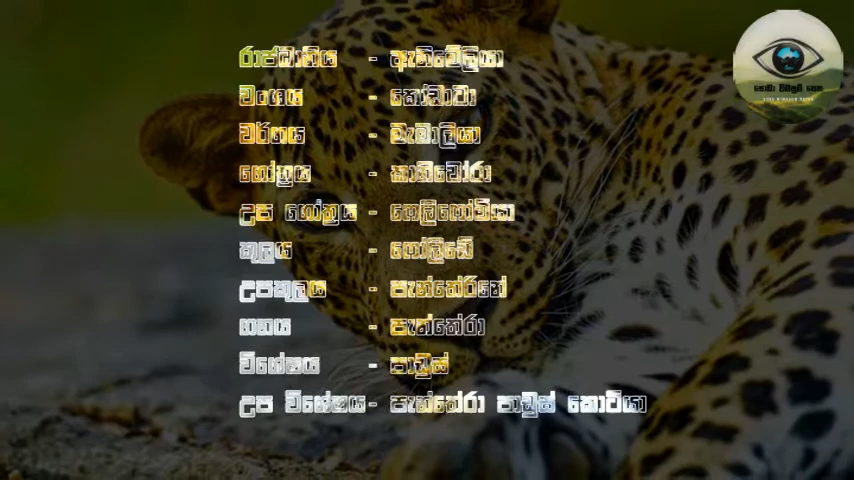 රාජධානිය - ඇනිමේලියා
වංශය - කෝඩාටා
වර්ගය - මැමාලියා
ගෝත්‍රය - කානිවෝරා
උප ගෝත්‍රය - ෆෙලිෆෝමියා
කුලය - ෆෙලිඩේ
උපකුලය - පැන්තේරිනේ
ගණය - පැන්තේරා
විශේෂය - පාඩුස්
උප විශේෂය - පැන්තේරා පාඩුස් කොටියා